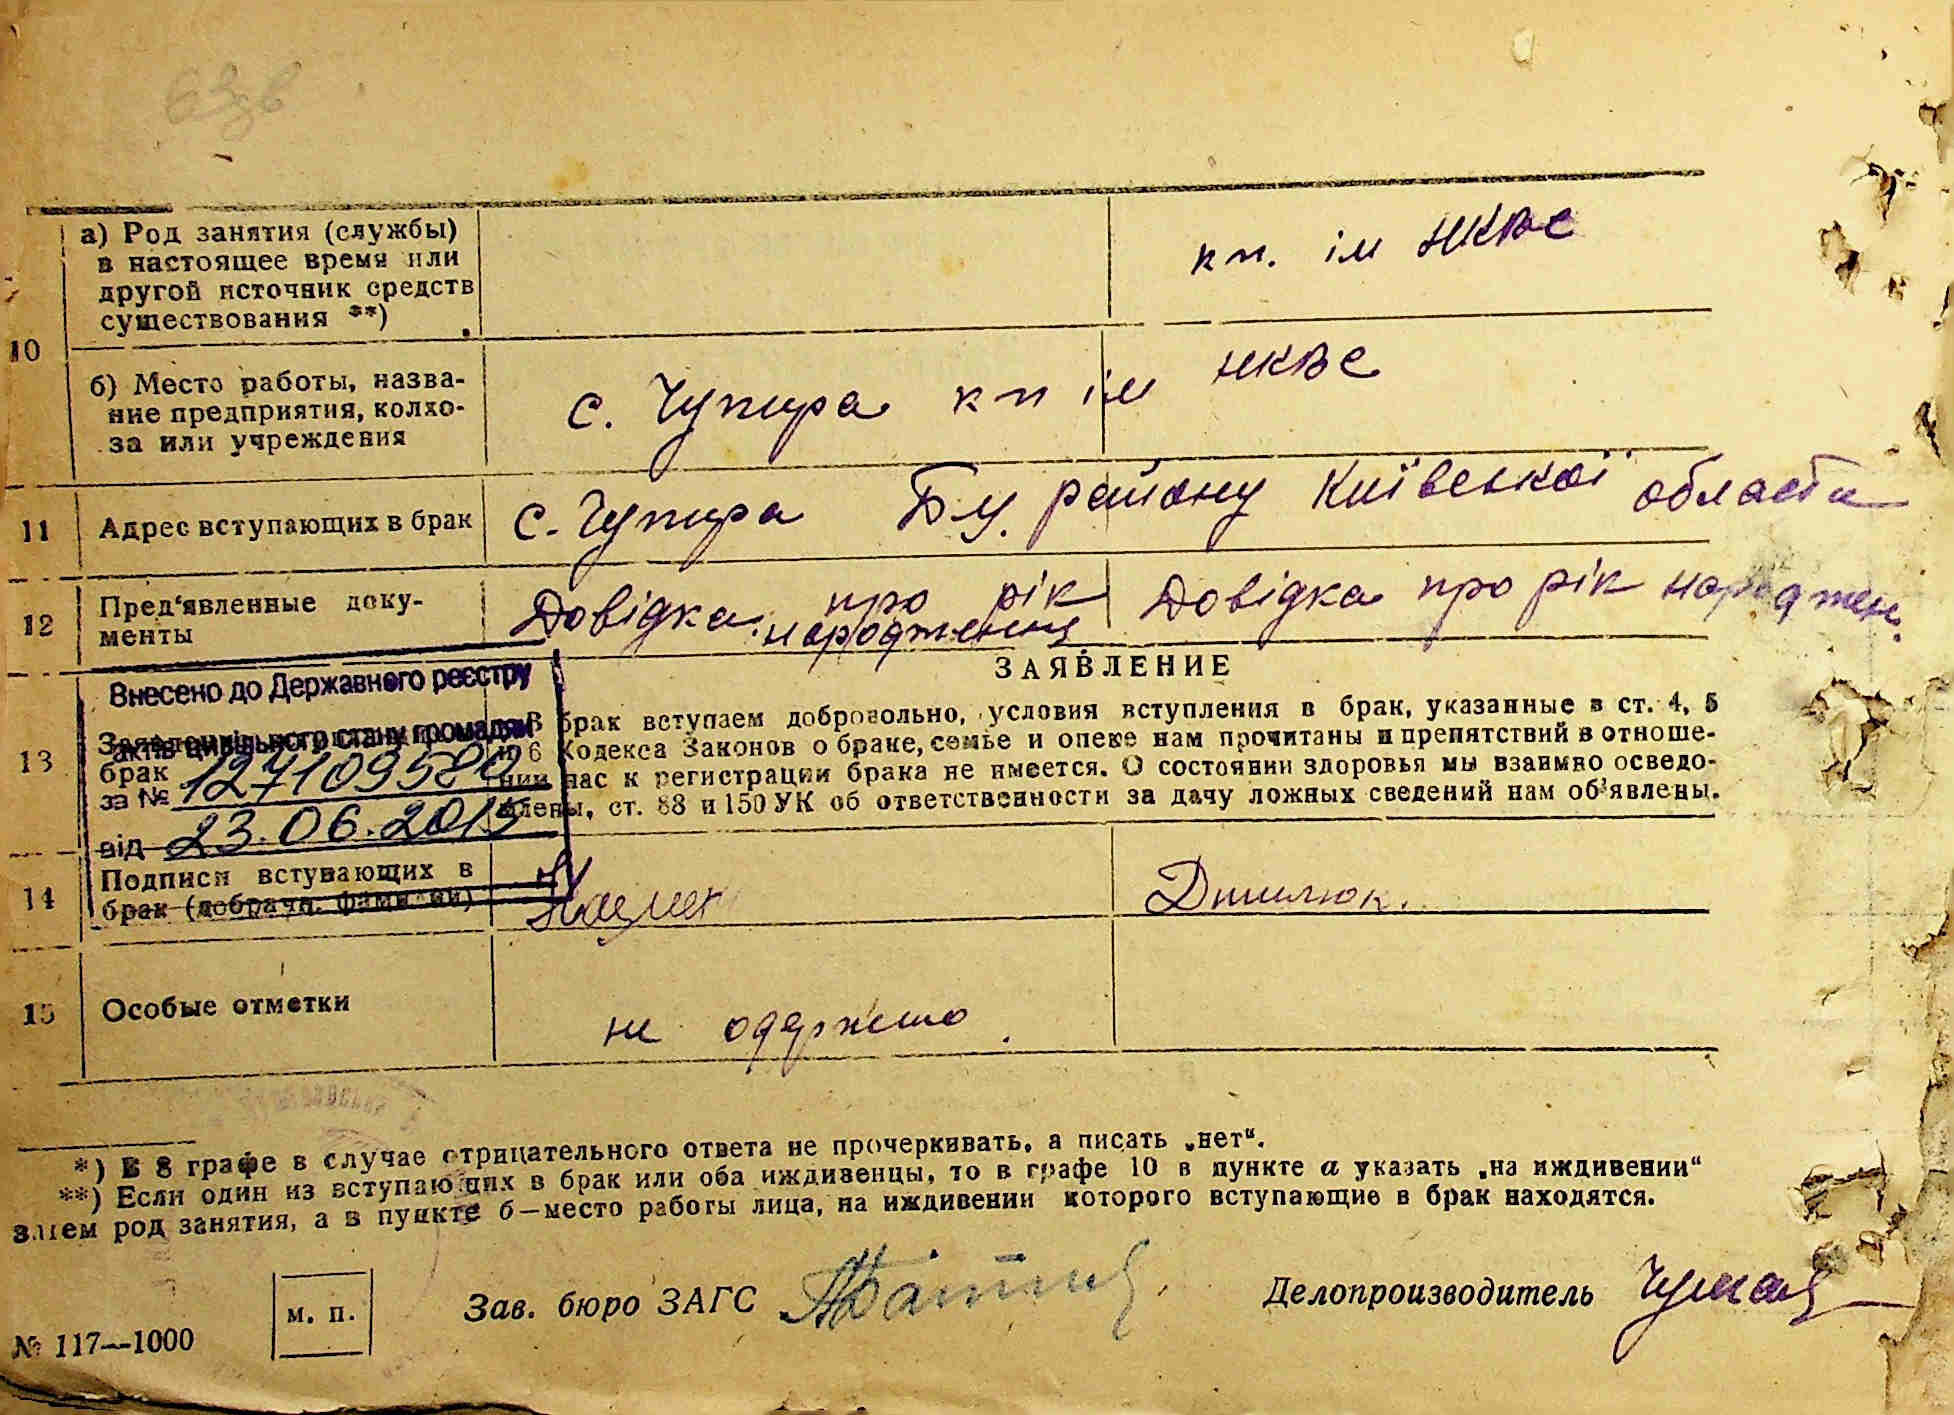 10
а) Род занятия (службы)
в настоящее время или
другой источник средств
существования **)
кп. ім НКВС
б) Место работы, назва-
ние предприятия, колхо-
за или учреждения
с. Чупира кп ім НКВС
11 Адрес вступающих в брак с. Чупира Бц. району Київської области
12 Пред'явленные доку-
менты
Довідка про рік
народження
Довідка про рік народжен.
ЗАЯВЛЕНИЕ
Внесено до Державного реєстру
актів цивільного стану громадян
за №
від 23.06.2015
13
брак
В брак вступаем добровольно, условия вступления в брак, указанные в ст. 4, 5
и 6 Кодекса Законов о браке, семье и опеке нам прочитаны и препятствий в отноше-
нии нас к регистрации брака не имеется. О состоянии здоровья мы взаимно осведо-
млены, ст. 88 и 150 УК об ответственности за дачу ложных сведений нам об'явлены.
14 Подписи вступающих в
брак (добрачн. фамилии)
15 Особые отметки
не одержано
*) В 8 графе в случае отрицательного ответа не прочеркивать, а писать „нет“.
**) Если один из вступающих в брак или оба иждивенцы, то в графе 10 в пункте а указать „на иждивении“
затем род занятия, а в пункте б—место работы лица, на иждивении которого вступающие в брак находятся.
м. п.
Зав. бюро ЗАГС
Делопроизводитель
№ 117—1000